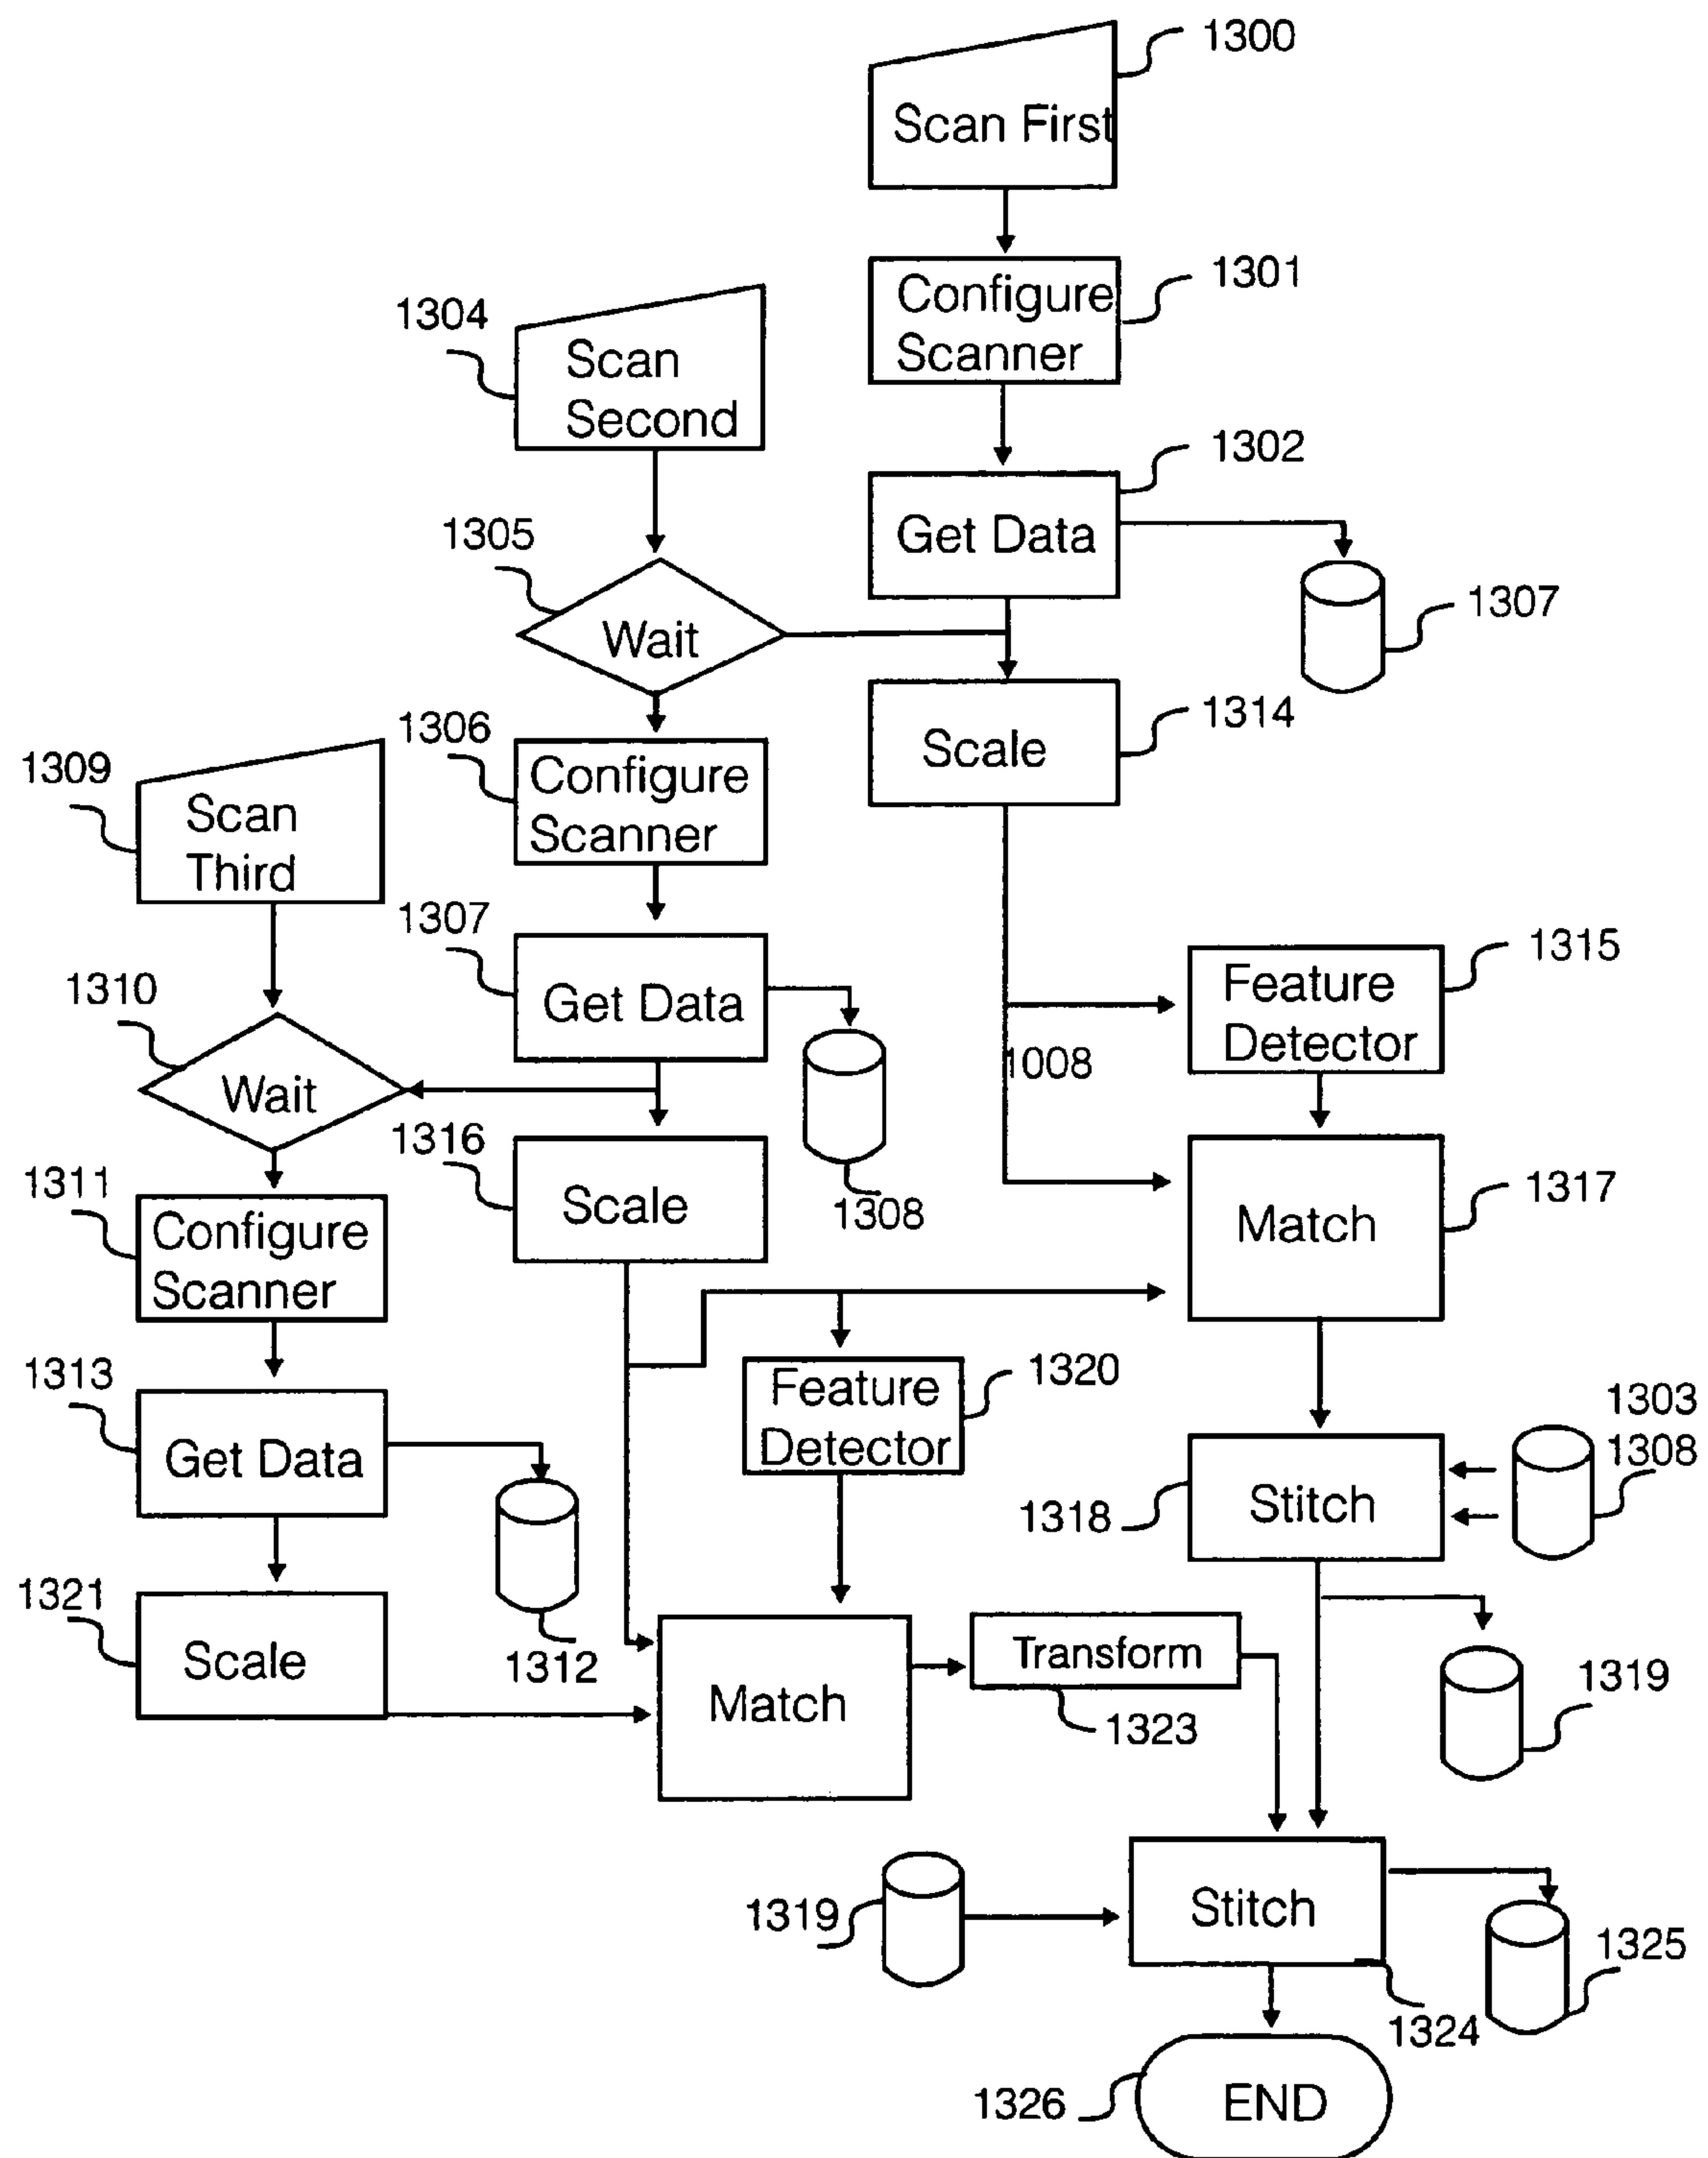 1300
Scan First
1301
Configure
Scanner
1304
Scan
Second
1302
Get Data
1305
Wait
1307
1314
Scale
1306
Configure
Scanner
1309
Scan
Third
1307
Get Data
1315
Feature
Detector
1310
Wait
1008
1316
Scale
1308
1311
Configure
Scanner
1317
Match
1313
Get Data
1320
Feature
Detector
1303
1308
1318
Stitch
1321
Scale
1312
Match
Transform
1323
1319
1319
Stitch
1325
1324
1326
END